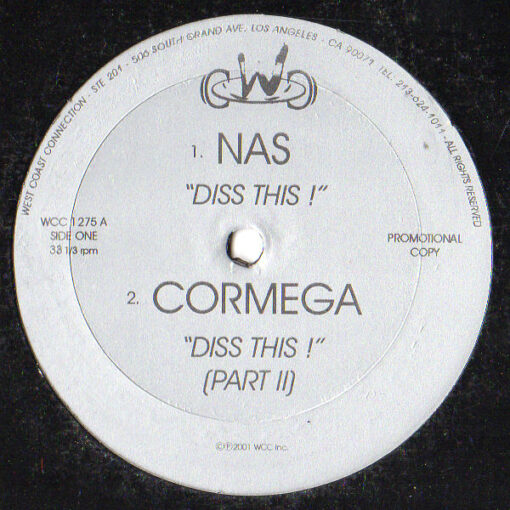 WEST COAST CONNECTION - STE 201 - 506 SOUTH GRAND AVE, LOS ANGELES - CA 90071 TEL. 213-624-1011 - ALL RIGHTS RESERVED
W
1. NAS
"DISS THIS !"
WCC 1275 A
SIDE ONE
33 1/3 rpm
PROMOTIONAL
COPY
2. CORMEGA
"DISS THIS !"
(PART II)
©℗2001 WCC Inc.